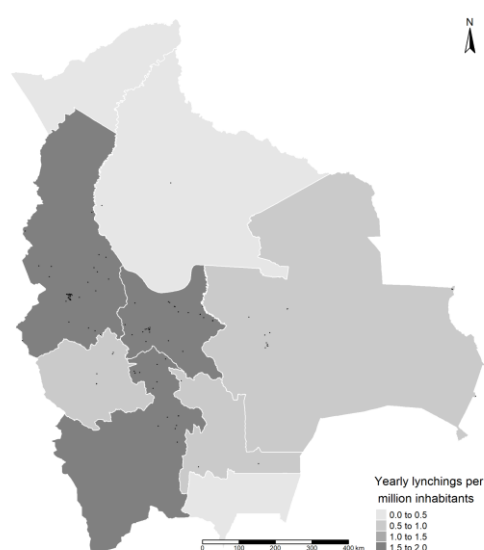 N
Yearly lynchings per
million inhabitants
0.0 to 0.5
0.5 to 1.0
1.0 to 1.5
1.5 to 2.0
0 100 200 300 400 km